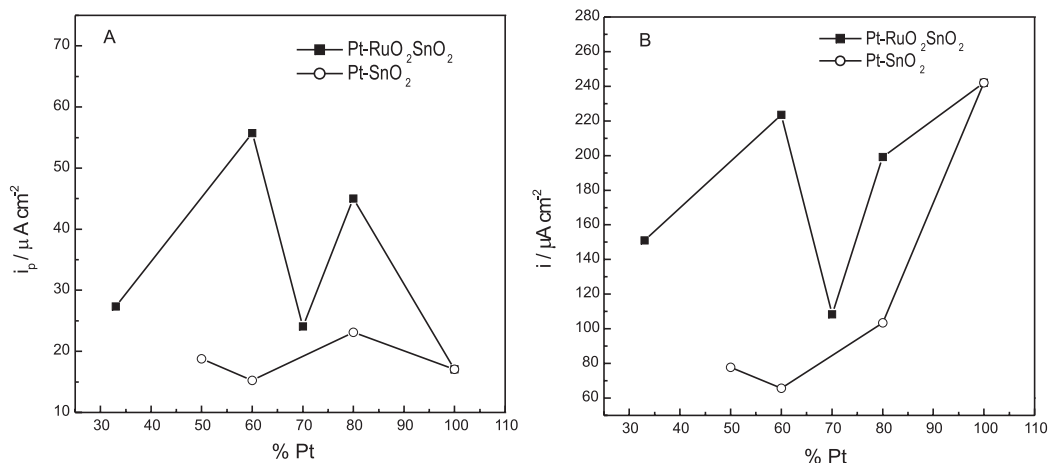 A
Pt-RuO₂SnO₂
Pt-SnO₂
70
60
50
40
30
20
10
30 40 50 60 70 80 90 100 110
% Pt
iₚ / μ A cm⁻²
B
Pt-RuO₂SnO₂
Pt-SnO₂
280
260
240
220
200
180
160
140
120
100
80
60
30 40 50 60 70 80 90 100 110
% Pt
i / μA cm⁻²